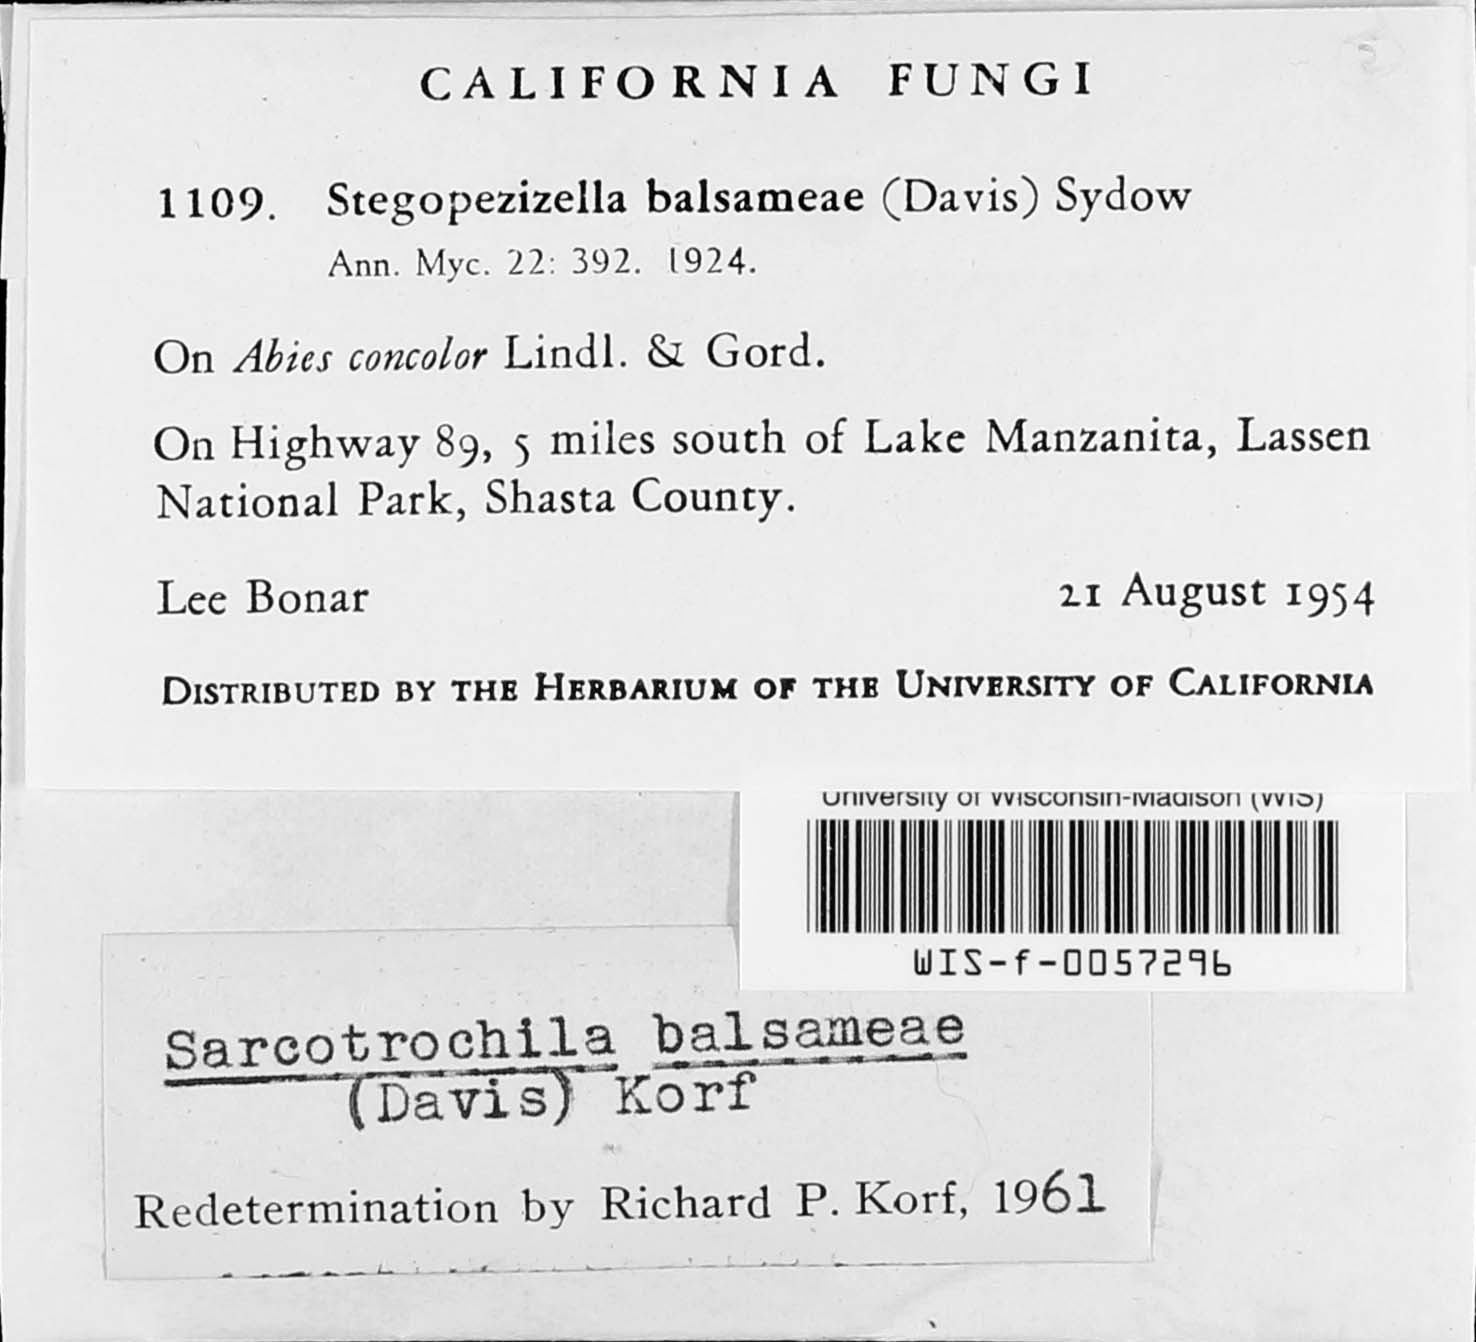 CALIFORNIA FUNGI
1109. Stegopezizella balsameae (Davis) Sydow
Ann. Myc. 22: 392. 1924.
On Abies concolor Lindl. & Gord.
On Highway 89, 5 miles south of Lake Manzanita, Lassen
National Park, Shasta County.
Lee Bonar 21 August 1954
DISTRIBUTED BY THE HERBARIUM OF THE UNIVERSITY OF CALIFORNIA
University of Wisconsin-Madison (WIS)
WIS-f-0057296
Sarcotrochila balsameae
(Davis) Korf
Redetermination by Richard P. Korf, 1961